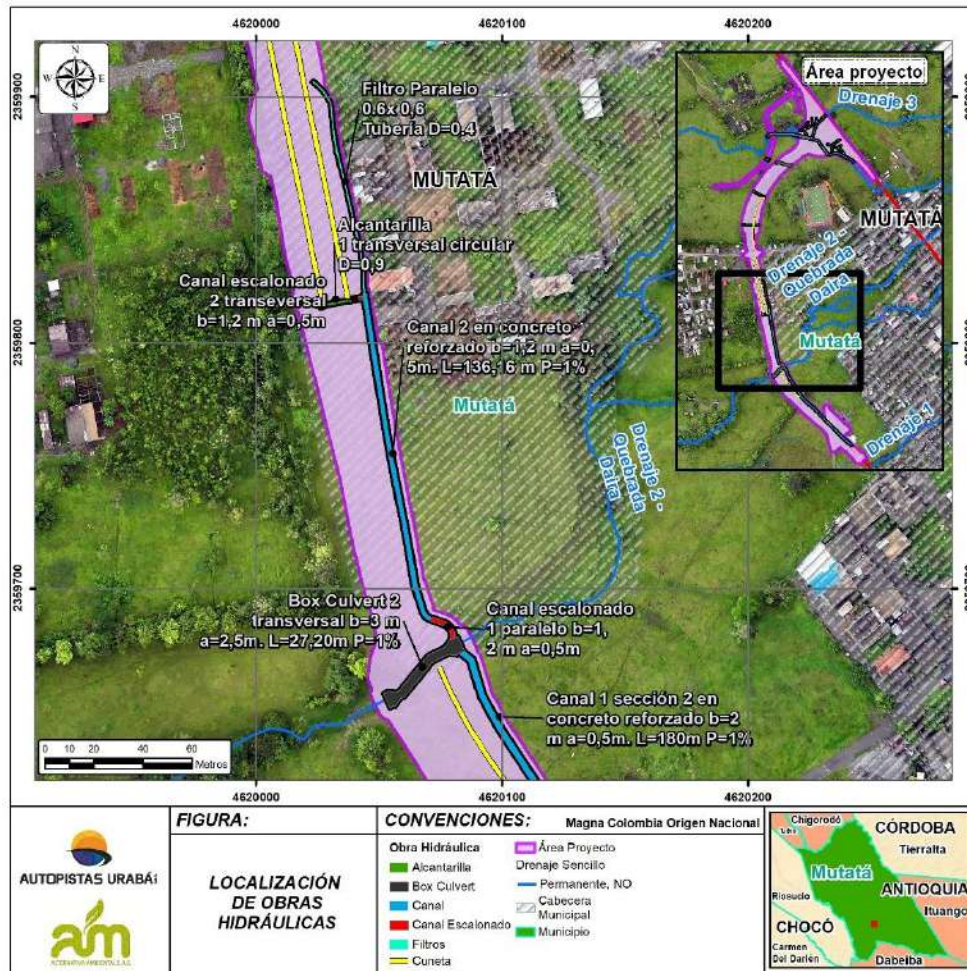 4620000
4620100
4620200
2359900
2359800
2359700
N
W
E
S
Filtro Paralelo
0.6x 0,6
Tubería D=0,4
MUTATÁ
Alcantarilla
1 transversal circular
D=0,9
Canal escalonado
2 transeversal
b=1,2 m a=0,5m
Canal 2 en concreto
reforzado b=1,2 m a=0,
5m. L=136,16 m P=1%
Mutatá
Drenaje 2 -
Quebrada
Daira
Box Culvert 2
transversal b=3 m
a=2,5m. L=27,20m P=1%
Canal escalonado
1 paralelo b=1,
2 m a=0,5m
Canal 1 sección 2 en
concreto reforzado b=2
m a=0,5m. L=180m P=1%
0 10 20 40 60
Metros
Área proyecto
Drenaje 3
MUTATÁ
Drenaje 2 -
Quebrada
Daira
Mutatá
Drenaje 1
4620000
4620100
4620200
AUTOPISTAS URABÁ
am
FIGURA:
LOCALIZACIÓN
DE OBRAS
HIDRÁULICAS
CONVENCIONES:
Magna Colombia Origen Nacional
Obra Hidráulica
Alcantarilla
Box Culvert
Canal
Canal Escalonado
Filtros
Cuneta
Área Proyecto
Drenaje Sencillo
Permanente, NO
Cabecera
Municipal
Municipio
Chigorodó
CÓRDOBA
Tierralta
Mutatá
Riosucio
ANTIOQUIA
Ituango
CHOCÓ
Carmen
Del Darién
Dabeiba